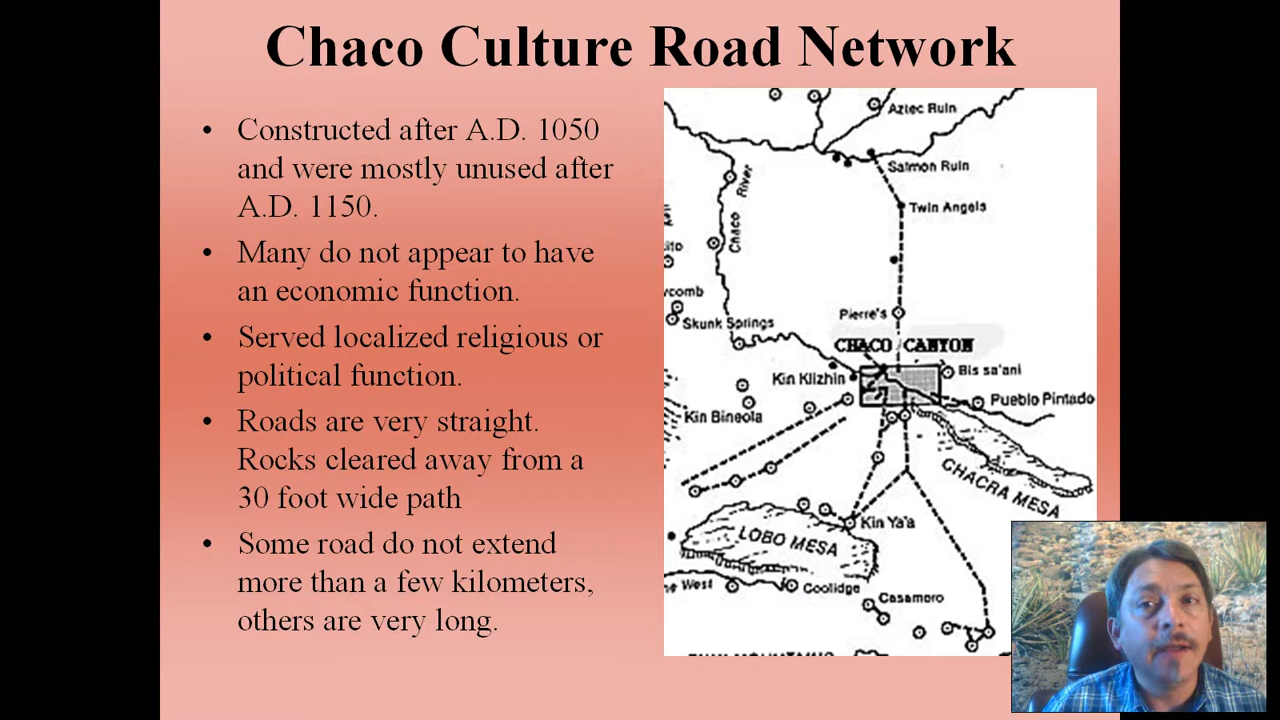 Chaco Culture Road Network
• Constructed after A.D. 1050
and were mostly unused after
A.D. 1150.
• Many do not appear to have
an economic function.
• Served localized religious or
political function.
• Roads are very straight.
Rocks cleared away from a
30 foot wide path
• Some road do not extend
more than a few kilometers,
others are very long.
Aztec Ruin
Salmon Ruin
Chaco River
Twin Angels
Pierre's
Skunk Springs
CHACO CANYON
Kin Klizhin
Bis sa'ani
Pueblo Pintado
Kin Bineola
CHACRA MESA
Kin Ya'a
LOBO MESA
West
Coolidge
Casamero